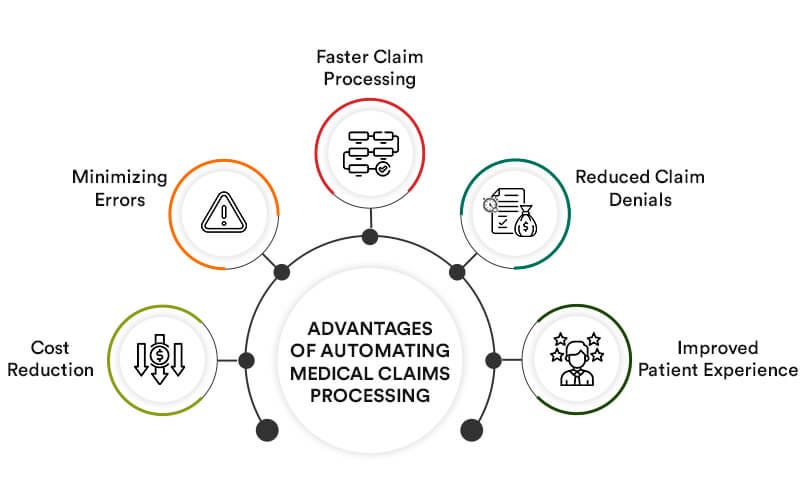 Faster Claim
Processing
Minimizing
Errors
Reduced Claim
Denials
Cost
Reduction
ADVANTAGES
OF AUTOMATING
MEDICAL CLAIMS
PROCESSING
Improved
Patient Experience